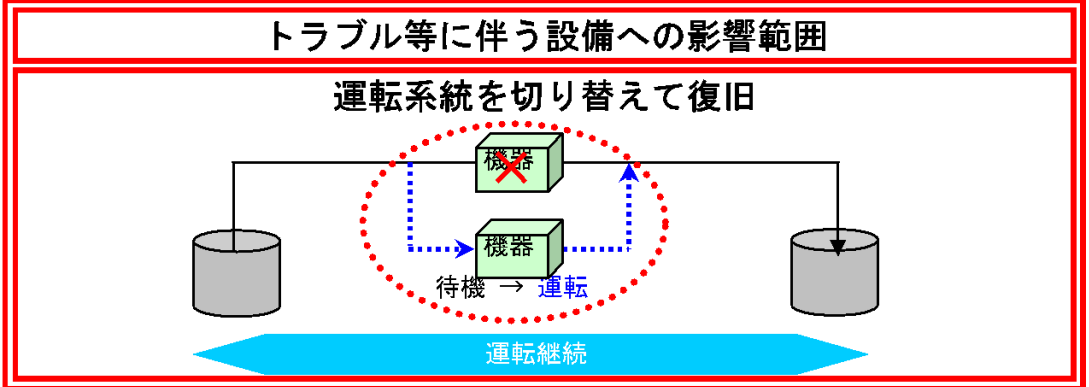 トラブル等に伴う設備への影響範囲
運転系統を切り替えて復旧
機器
機器
待機 → 運転
運転継続